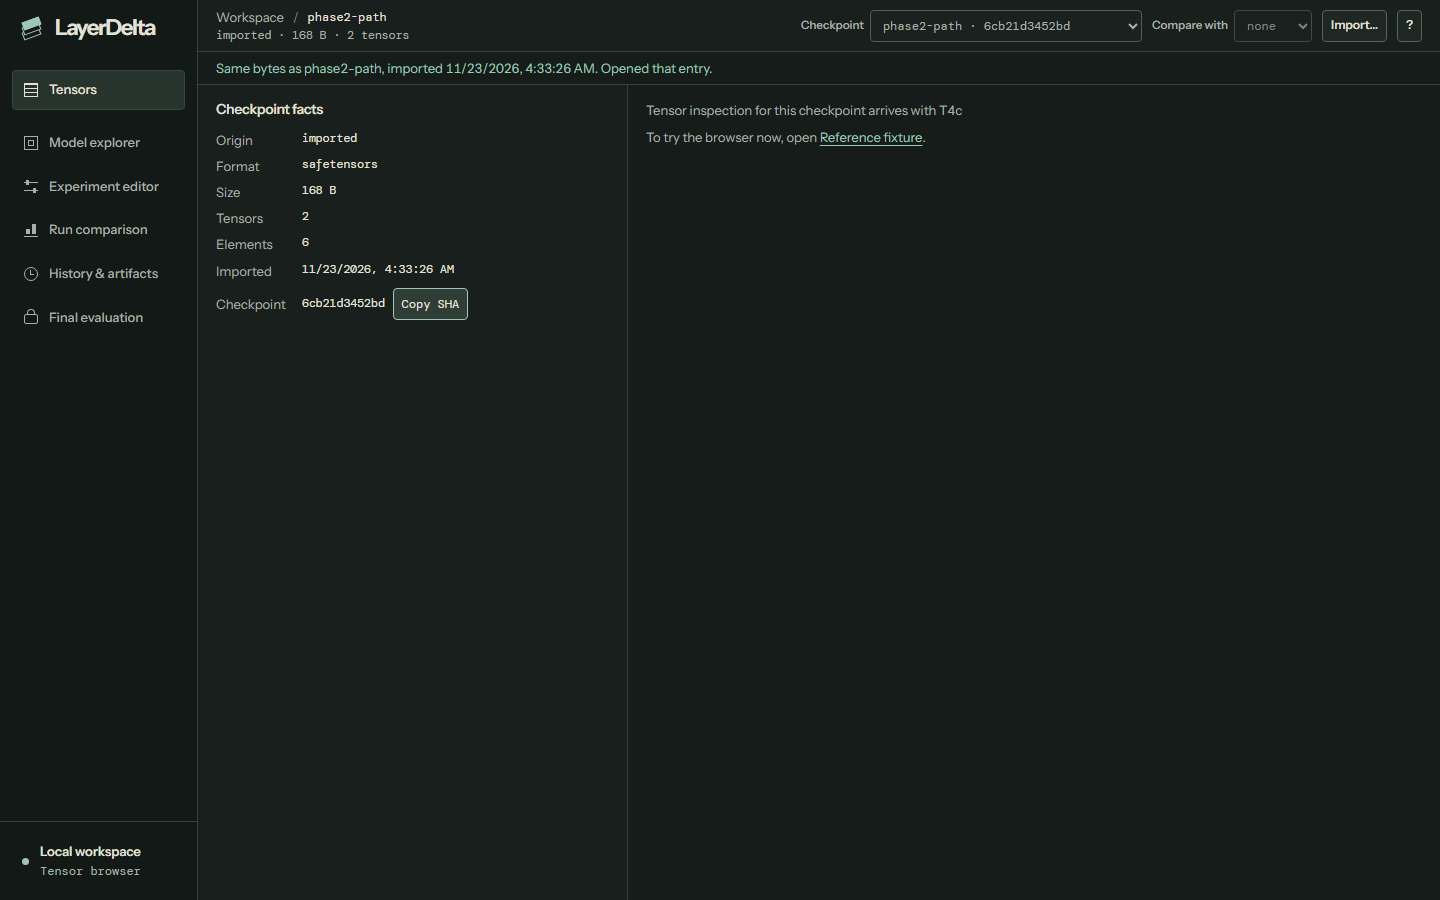 LayerDelta
Workspace / phase2-path
imported · 168 B · 2 tensors
Checkpoint phase2-path · 6cb21d3452bd Compare with none Import... ?
Same bytes as phase2-path, imported 11/23/2026, 4:33:26 AM. Opened that entry.
Tensors
Model explorer
Experiment editor
Run comparison
History & artifacts
Final evaluation
Checkpoint facts
Origin imported
Format safetensors
Size 168 B
Tensors 2
Elements 6
Imported 11/23/2026, 4:33:26 AM
Checkpoint 6cb21d3452bd Copy SHA
Tensor inspection for this checkpoint arrives with T4c
To try the browser now, open Reference fixture.
Local workspace
Tensor browser